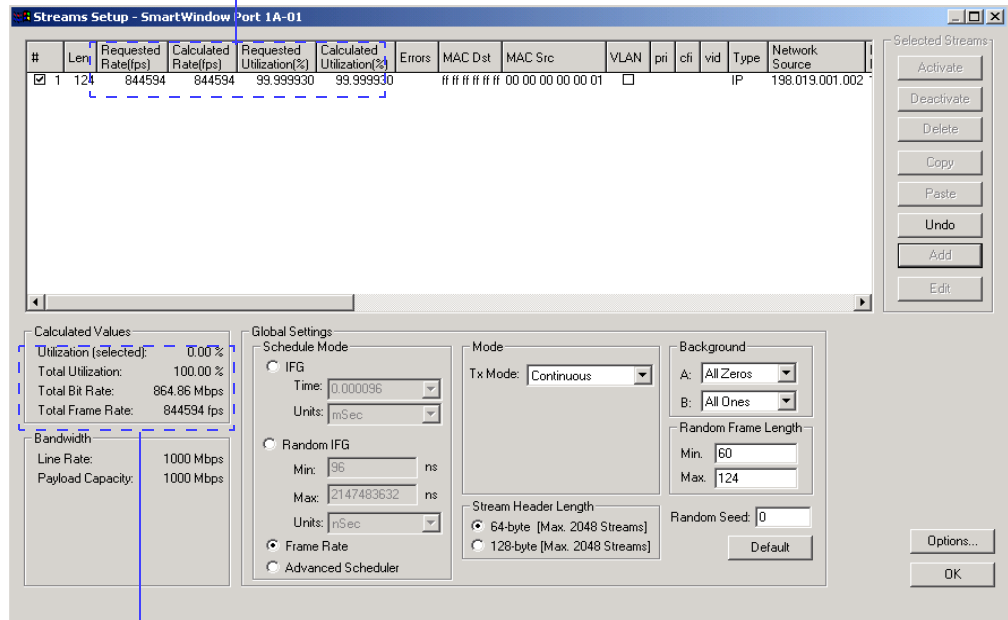 Streams Setup - SmartWindow Port 1A-01
# Len Requested Rate(fps) Calculated Rate(fps) Requested Utilization(%) Calculated Utilization(%) Errors MAC Dst MAC Src VLAN pri cfi vid Type Network Source
1 124 844594 844594 99.999930 99.999930 ff ff ff ff ff ff 00 00 00 00 00 01 IP 198.019.001.002
Selected Streams
Activate
Deactivate
Delete
Copy
Paste
Undo
Add
Edit
Calculated Values
Utilization (selected): 0.00 %
Total Utilization: 100.00 %
Total Bit Rate: 864.86 Mbps
Total Frame Rate: 844594 fps
Bandwidth
Line Rate: 1000 Mbps
Payload Capacity: 1000 Mbps
Global Settings
Schedule Mode
IFG
Time: 0.000096
Units: mSec
Random IFG
Min: 96 ns
Max: 2147483632 ns
Units: nSec
Frame Rate
Advanced Scheduler
Mode
Tx Mode: Continuous
Stream Header Length
64-byte [Max. 2048 Streams]
128-byte [Max. 2048 Streams]
Background
A: All Zeros
B: All Ones
Random Frame Length
Min. 60
Max. 124
Random Seed: 0
Default
Options...
OK